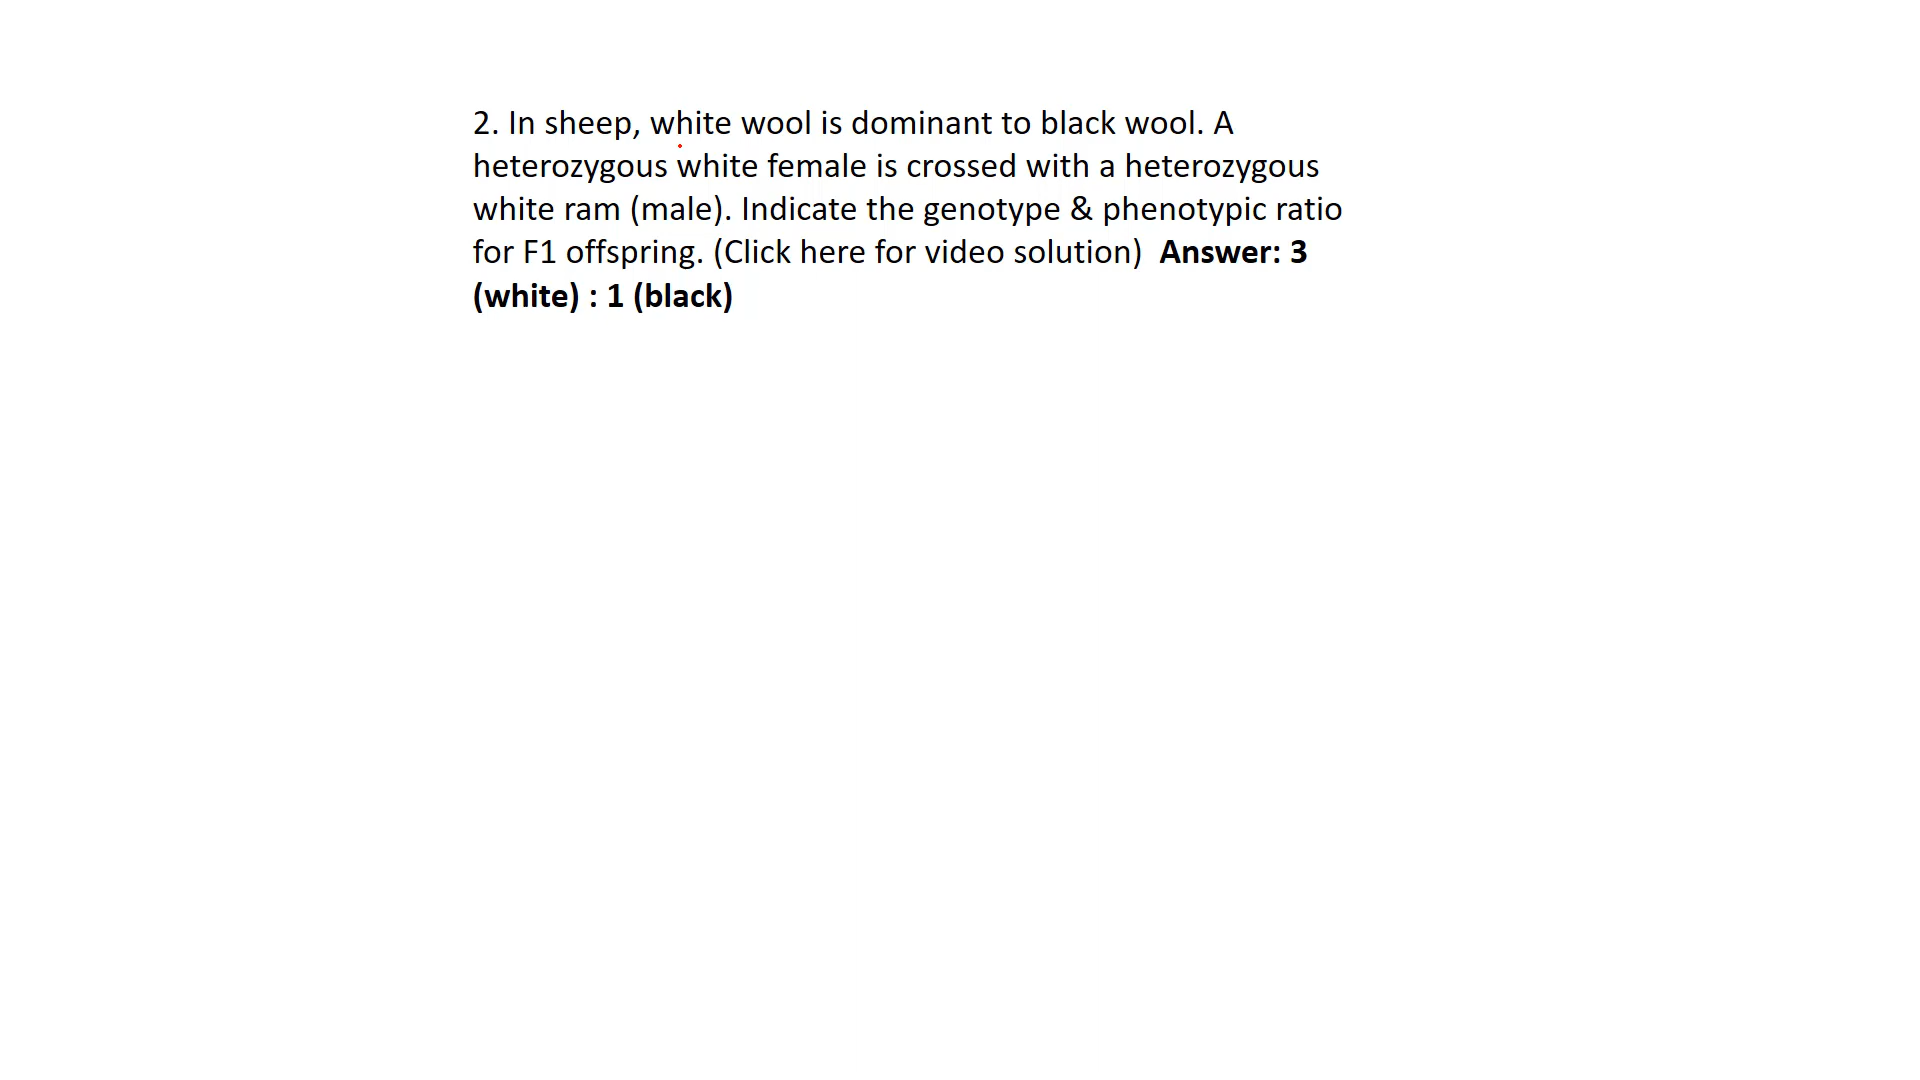 2. In sheep, white wool is dominant to black wool. A
heterozygous white female is crossed with a heterozygous
white ram (male). Indicate the genotype & phenotypic ratio
for F1 offspring. (Click here for video solution)  Answer: 3
(white) : 1 (black)